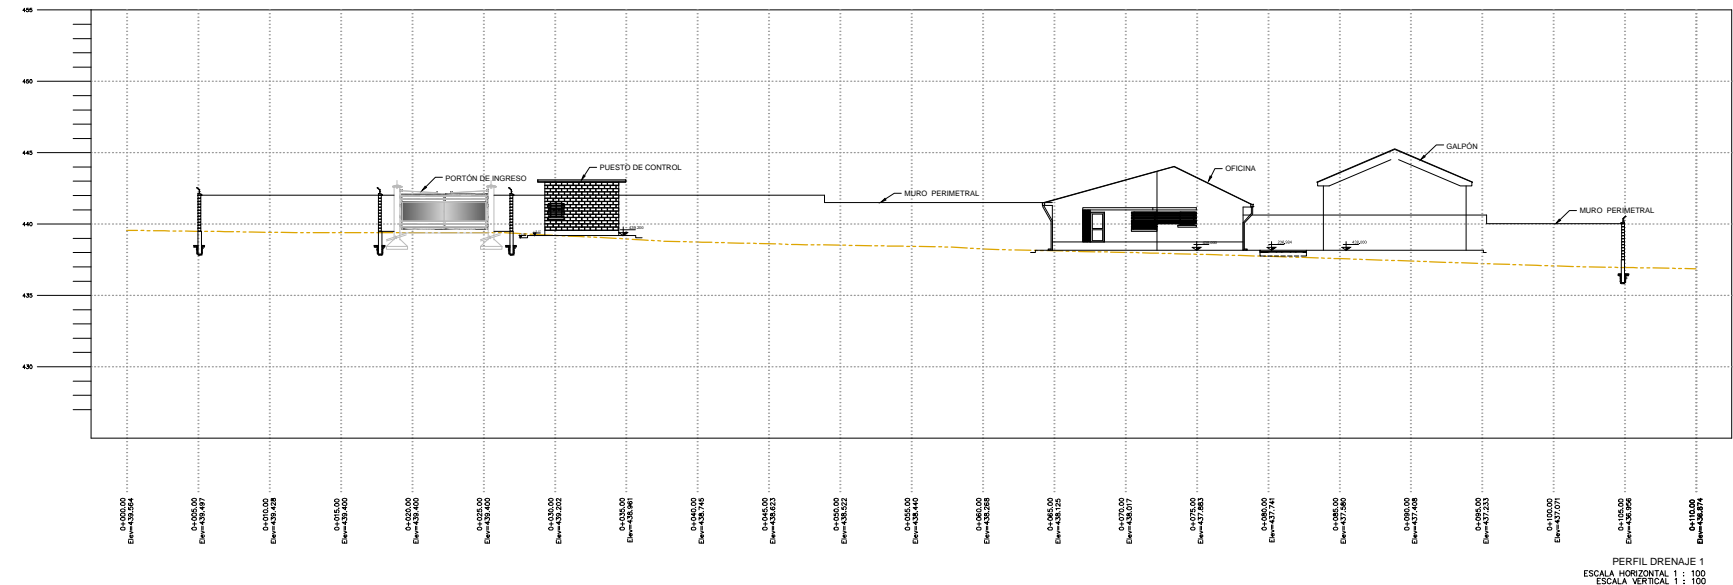 465
460
445
440
435
430
PORTÓN DE INGRESO
PUESTO DE CONTROL
MURO PERIMETRAL
OFICINA
GALPÓN
MURO PERIMETRAL
0+000.00
Elev=439.564
0+005.00
Elev=439.497
0+010.00
Elev=439.428
0+015.00
Elev=439.400
0+020.00
Elev=439.400
0+025.00
Elev=439.400
0+030.00
Elev=439.202
0+035.00
Elev=438.961
0+040.00
Elev=438.746
0+045.00
Elev=438.623
0+050.00
Elev=438.522
0+055.00
Elev=438.440
0+060.00
Elev=438.268
0+065.00
Elev=438.125
0+070.00
Elev=438.017
0+075.00
Elev=437.883
0+080.00
Elev=437.741
0+085.00
Elev=437.580
0+090.00
Elev=437.408
0+095.00
Elev=437.233
0+100.00
Elev=437.071
0+105.00
Elev=436.956
0+110.00
Elev=436.874
PERFIL DRENAJE 1
ESCALA HORIZONTAL 1 : 100
ESCALA VERTICAL 1 : 100